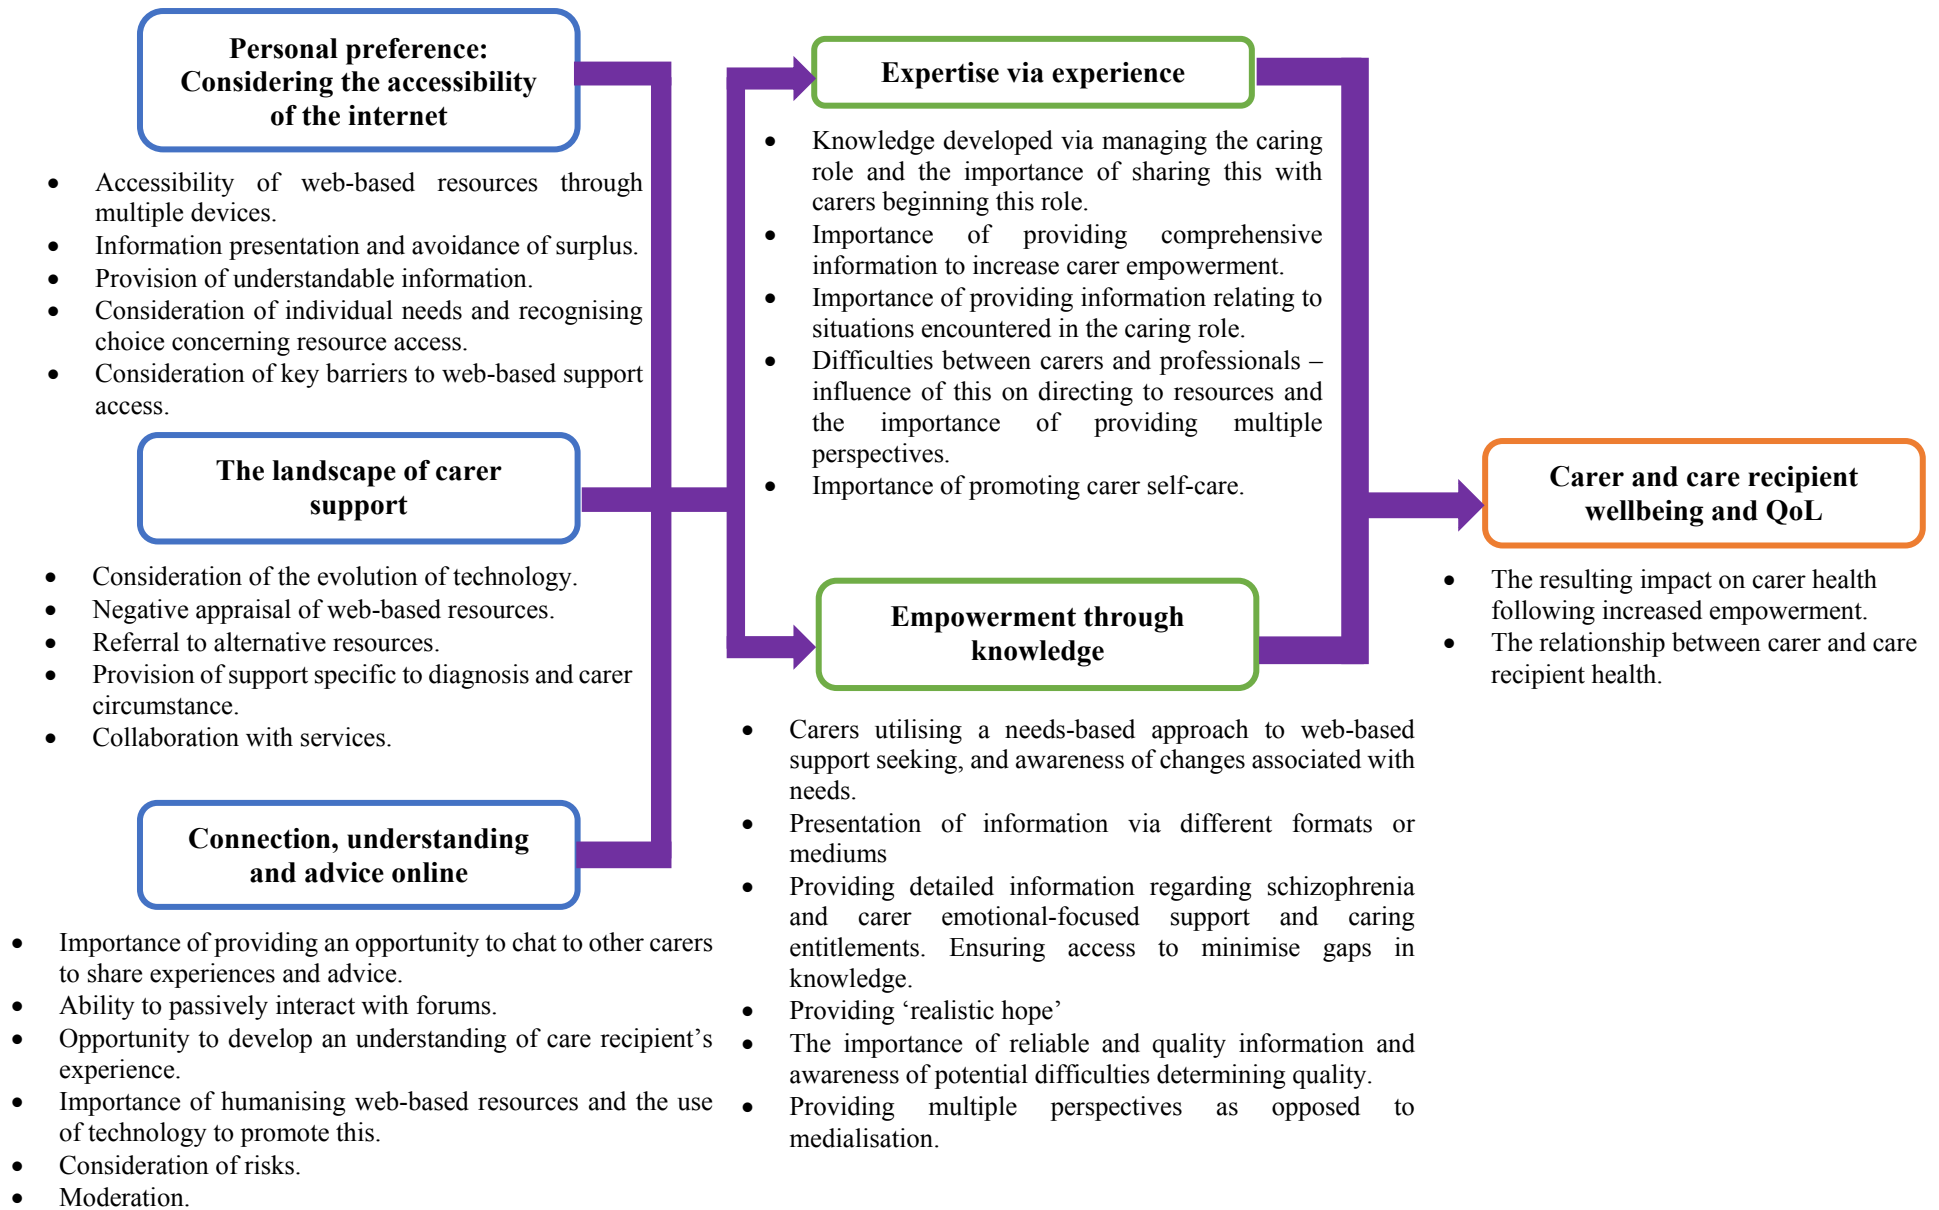 Personal preference:
Considering the accessibility
of the internet
• Accessibility of web-based resources through
multiple devices.
• Information presentation and avoidance of surplus.
• Provision of understandable information.
• Consideration of individual needs and recognising
choice concerning resource access.
• Consideration of key barriers to web-based support
access.
The landscape of carer
support
• Consideration of the evolution of technology.
• Negative appraisal of web-based resources.
• Referral to alternative resources.
• Provision of support specific to diagnosis and carer
circumstance.
• Collaboration with services.
Connection, understanding
and advice online
• Importance of providing an opportunity to chat to other carers
to share experiences and advice.
• Ability to passively interact with forums.
• Opportunity to develop an understanding of care recipient’s
experience.
• Importance of humanising web-based resources and the use
of technology to promote this.
• Consideration of risks.
• Moderation.
Expertise via experience
• Knowledge developed via managing the caring
role and the importance of sharing this with
carers beginning this role.
• Importance of providing comprehensive
information to increase carer empowerment.
• Importance of providing information relating to
situations encountered in the caring role.
• Difficulties between carers and professionals –
influence of this on directing to resources and
the importance of providing multiple
perspectives.
• Importance of promoting carer self-care.
Empowerment through
knowledge
• Carers utilising a needs-based approach to web-based
support seeking, and awareness of changes associated with
needs.
• Presentation of information via different formats or
mediums
• Providing detailed information regarding schizophrenia
and carer emotional-focused support and caring
entitlements. Ensuring access to minimise gaps in
knowledge.
• Providing ‘realistic hope’
• The importance of reliable and quality information and
awareness of potential difficulties determining quality.
• Providing multiple perspectives as opposed to
medialisation.
Carer and care recipient
wellbeing and QoL
• The resulting impact on carer health
following increased empowerment.
• The relationship between carer and care
recipient health.